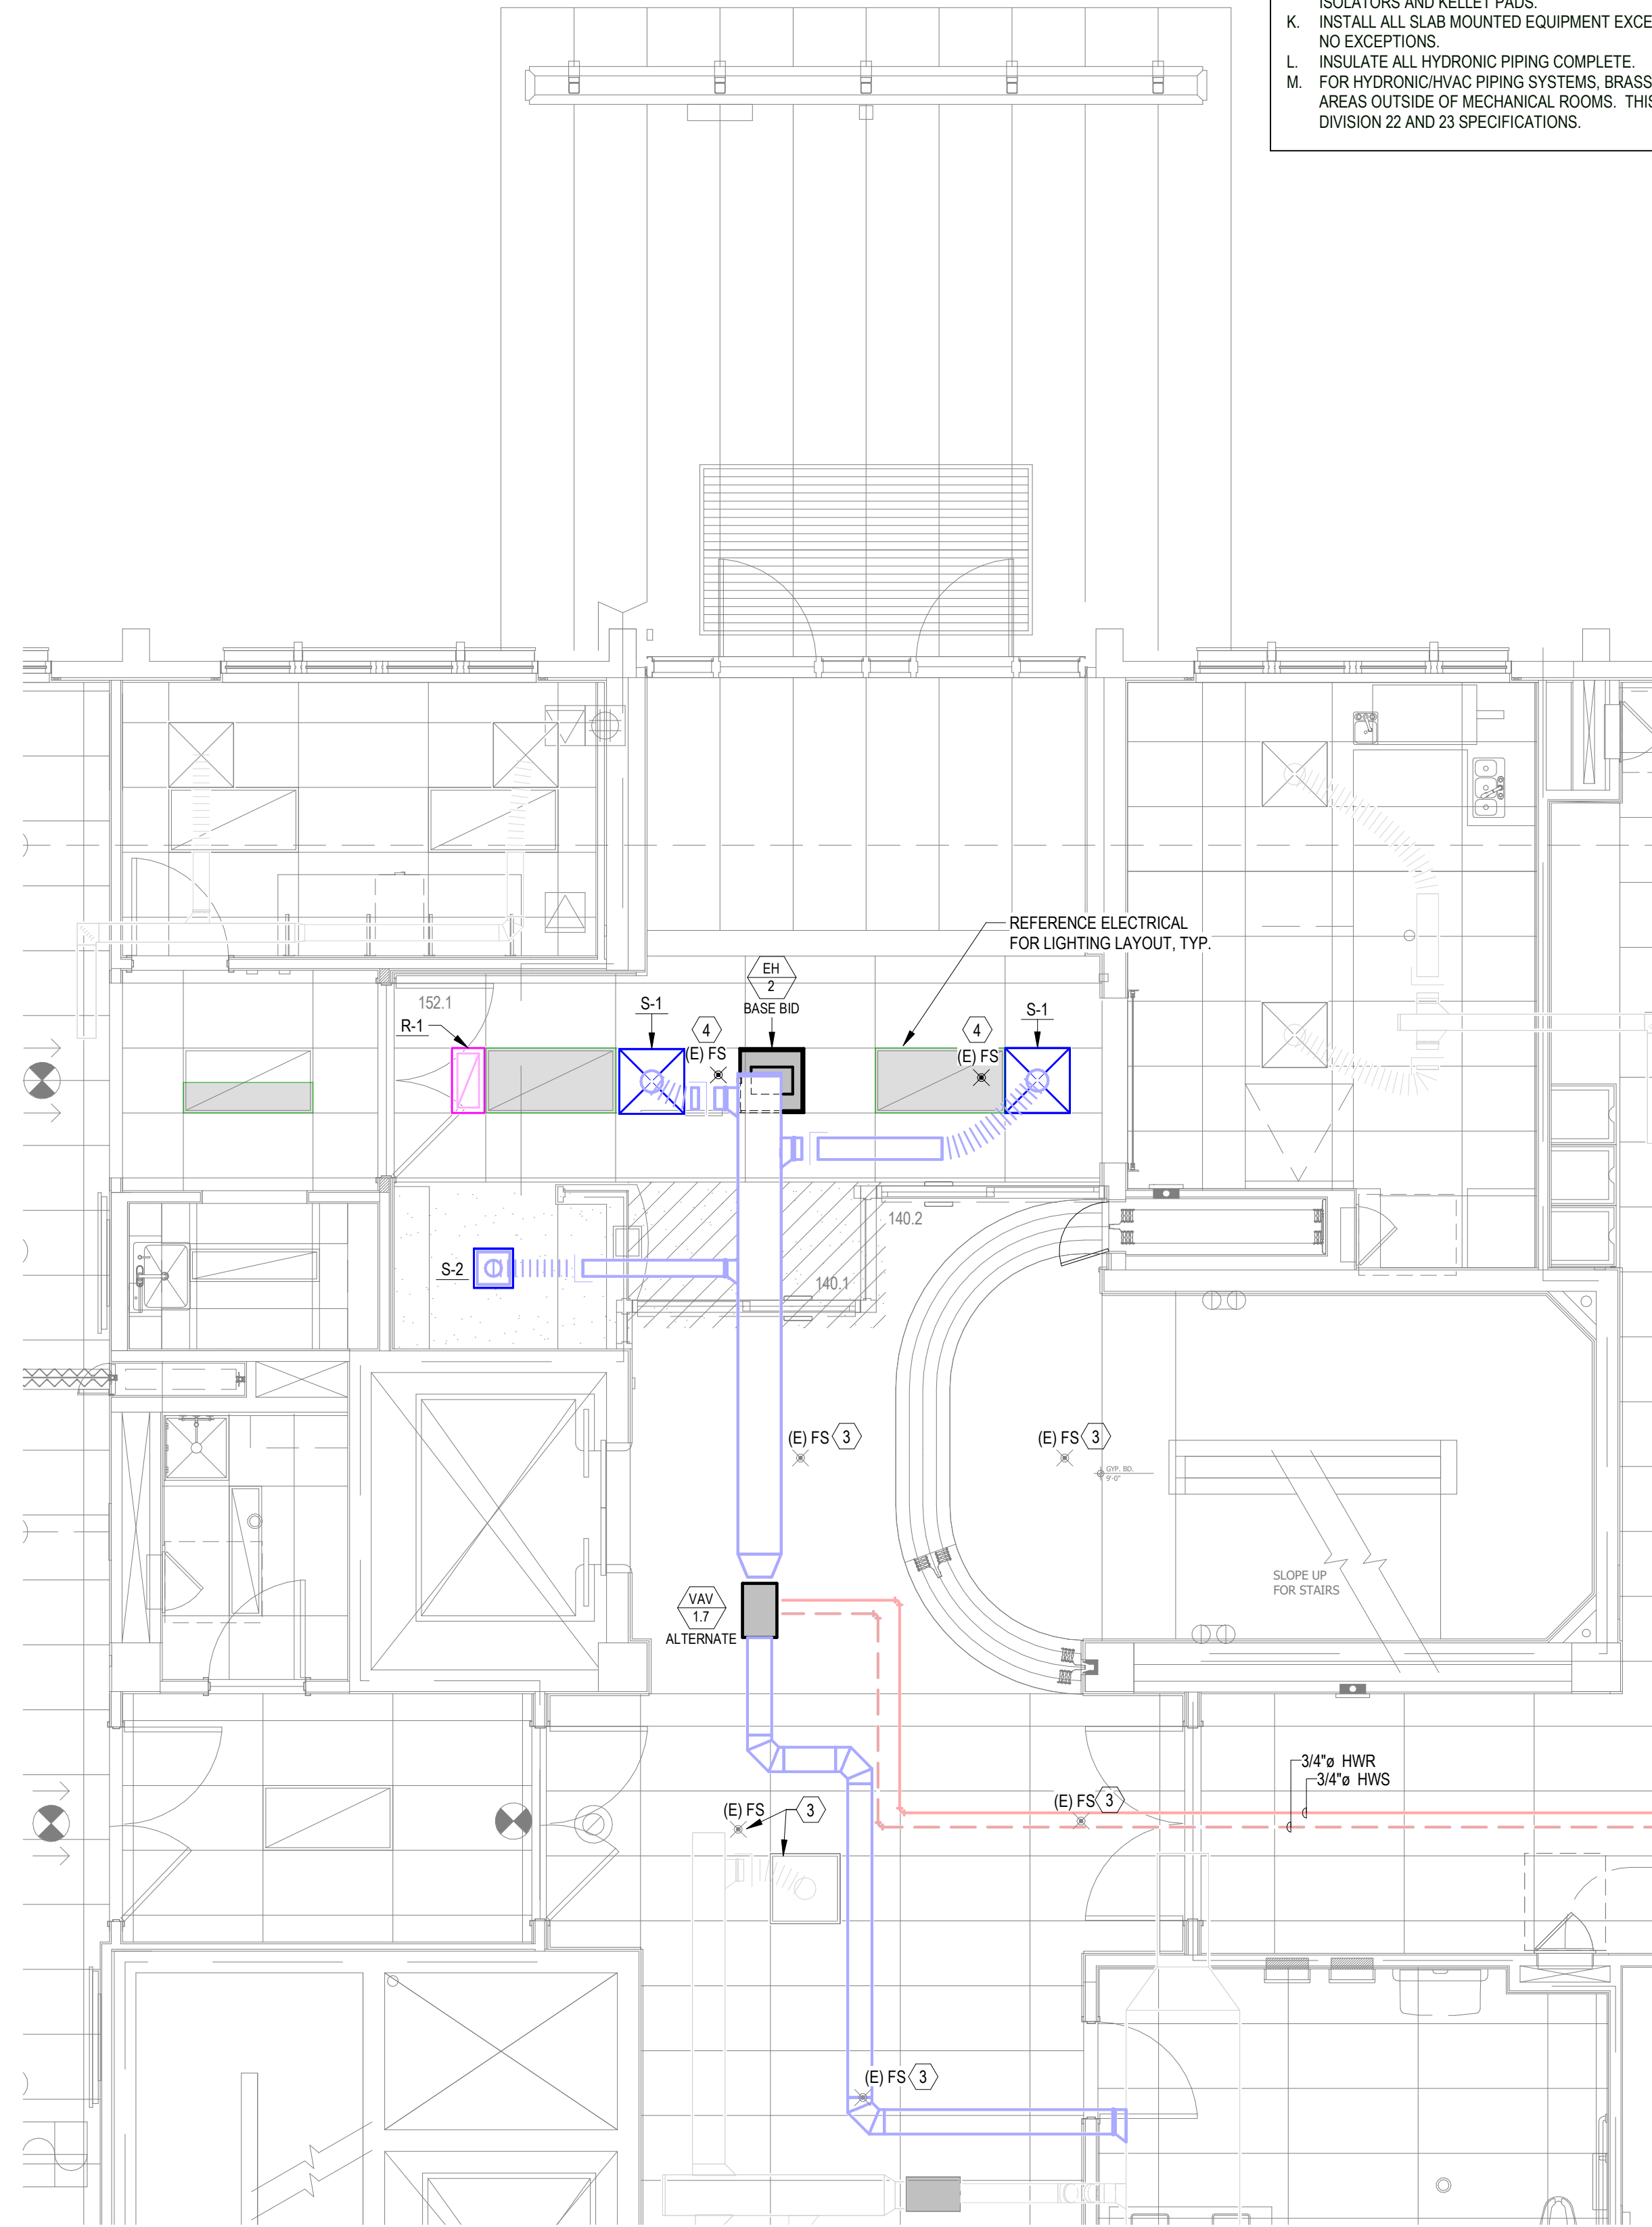 ISOLATORS AND KELLET PADS.
K. INSTALL ALL SLAB MOUNTED EQUIPMENT EXCE
NO EXCEPTIONS.
L. INSULATE ALL HYDRONIC PIPING COMPLETE.
M. FOR HYDRONIC/HVAC PIPING SYSTEMS, BRASS
AREAS OUTSIDE OF MECHANICAL ROOMS. THIS
DIVISION 22 AND 23 SPECIFICATIONS.
REFERENCE ELECTRICAL
FOR LIGHTING LAYOUT, TYP.
EH
2
BASE BID
152.1
R-1
S-1
4
(E) FS
4
(E) FS
S-1
140.2
S-2
140.1
(E) FS 3
(E) FS 3
GYP. BD.
9'-0"
SLOPE UP
FOR STAIRS
VAV
1.7
ALTERNATE
3/4"ø HWR
3/4"ø HWS
(E) FS 3
(E) FS 3
(E) FS 3